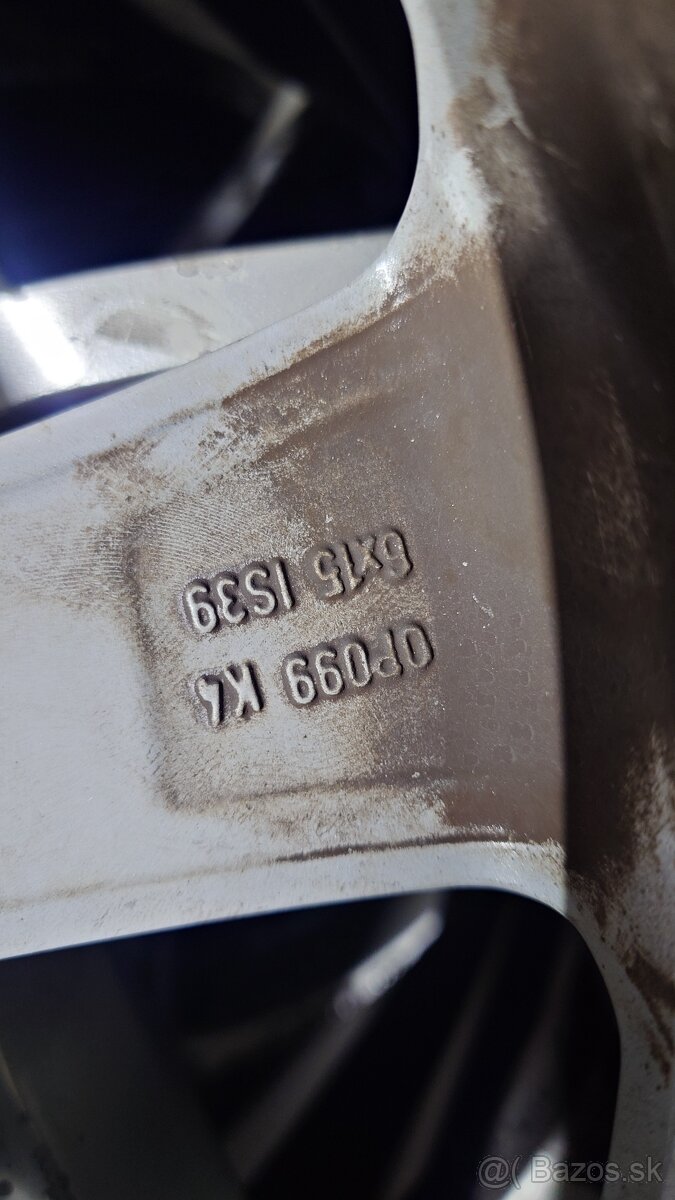 OP099 K4
6x15 IS39
@( Bazos.sk